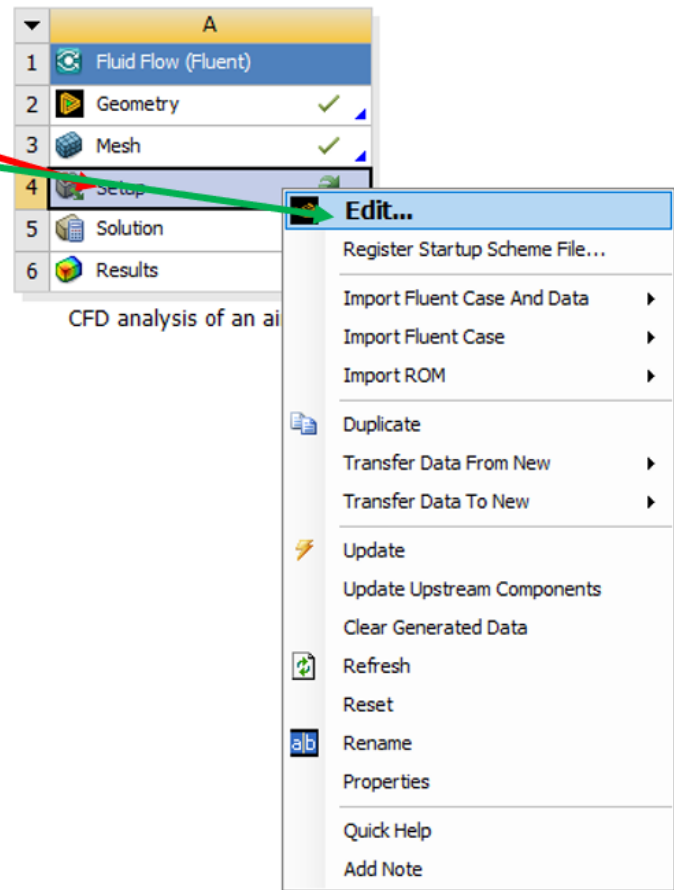 A
1 Fluid Flow (Fluent)
2 Geometry
3 Mesh
4 Setup
5 Solution
6 Results
CFD analysis of an ai
Edit...
Register Startup Scheme File...
Import Fluent Case And Data
Import Fluent Case
Import ROM
Duplicate
Transfer Data From New
Transfer Data To New
Update
Update Upstream Components
Clear Generated Data
Refresh
Reset
a|b Rename
Properties
Quick Help
Add Note